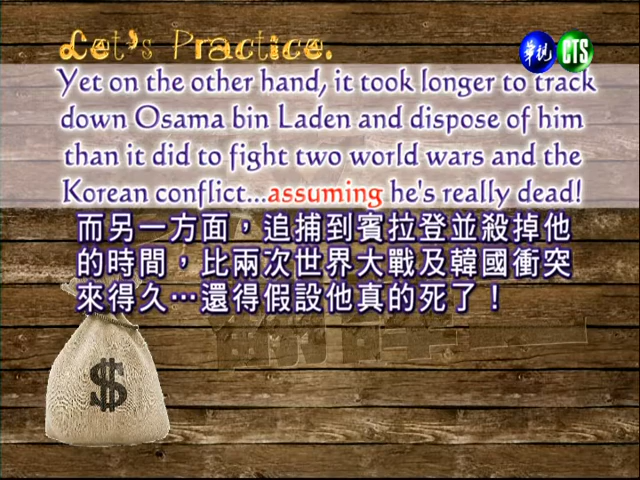 Let's Practice.
華視 CTS
Yet on the other hand, it took longer to track
down Osama bin Laden and dispose of him
than it did to fight two world wars and the
Korean conflict...assuming he's really dead!
而另一方面，追捕到賓拉登並殺掉他
的時間，比兩次世界大戰及韓國衝突
來得久…還得假設他真的死了！
$